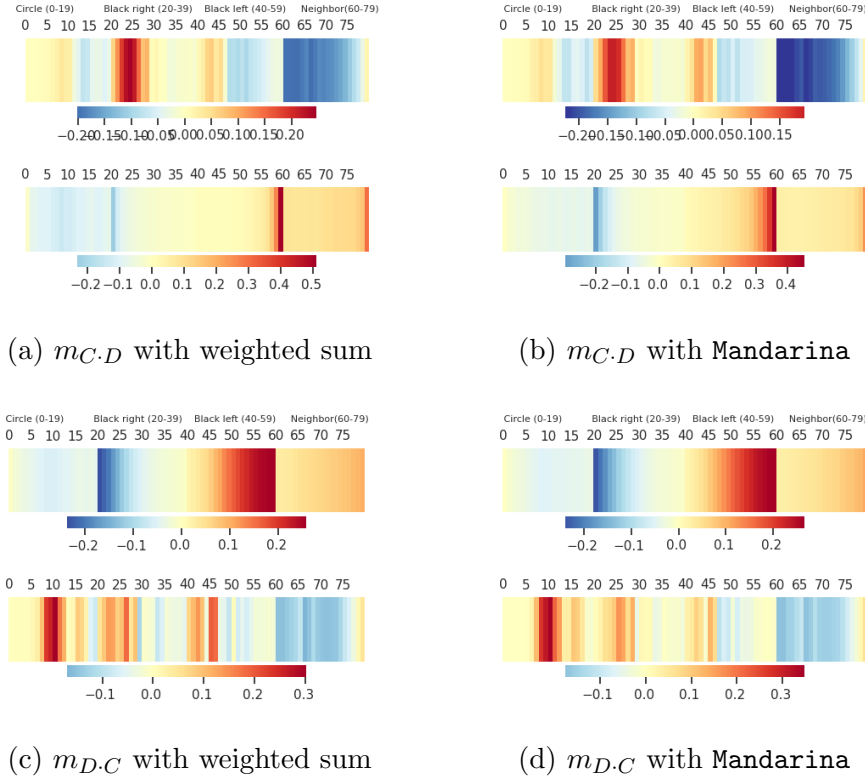 Circle (0-19) Black right (20-39) Black left (40-59) Neighbor(60-79)
0 5 10 15 20 25 30 35 40 45 50 55 60 65 70 75
−0.20−0.15−0.10−0.05 0.00 0.05 0.10 0.15 0.20
0 5 10 15 20 25 30 35 40 45 50 55 60 65 70 75
−0.2 −0.1 0.0 0.1 0.2 0.3 0.4 0.5
(a) m_{C·D} with weighted sum
Circle (0-19) Black right (20-39) Black left (40-59) Neighbor(60-79)
0 5 10 15 20 25 30 35 40 45 50 55 60 65 70 75
−0.20−0.15−0.10−0.05 0.00 0.05 0.10 0.15
0 5 10 15 20 25 30 35 40 45 50 55 60 65 70 75
−0.2 0.0 0.2 0.4
(b) m_{C·D} with Mandarina
Circle (0-19) Black right (20-39) Black left (40-59) Neighbor(60-79)
0 5 10 15 20 25 30 35 40 45 50 55 60 65 70 75
−0.2 −0.1 0.0 0.1 0.2
0 5 10 15 20 25 30 35 40 45 50 55 60 65 70 75
−0.1 0.0 0.1 0.2 0.3
(c) m_{D·C} with weighted sum
Circle (0-19) Black right (20-39) Black left (40-59) Neighbor(60-79)
0 5 10 15 20 25 30 35 40 45 50 55 60 65 70 75
−0.2 −0.1 0.0 0.1 0.2
0 5 10 15 20 25 30 35 40 45 50 55 60 65 70 75
−0.1 0.0 0.1 0.2 0.3
(d) m_{D·C} with Mandarina